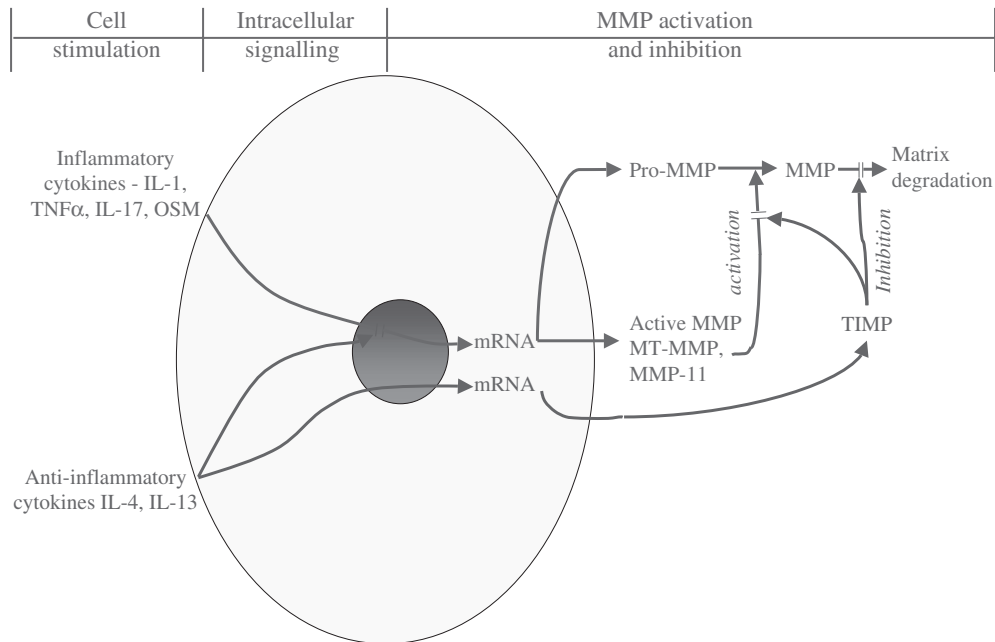 Cell
stimulation
Intracellular
signalling
MMP activation
and inhibition
Inflammatory
cytokines - IL-1,
TNFα, IL-17, OSM
Pro-MMP
MMP
Matrix
degradation
activation
Inhibition
mRNA
Active MMP
MT-MMP,
MMP-11
TIMP
mRNA
Anti-inflammatory
cytokines IL-4, IL-13